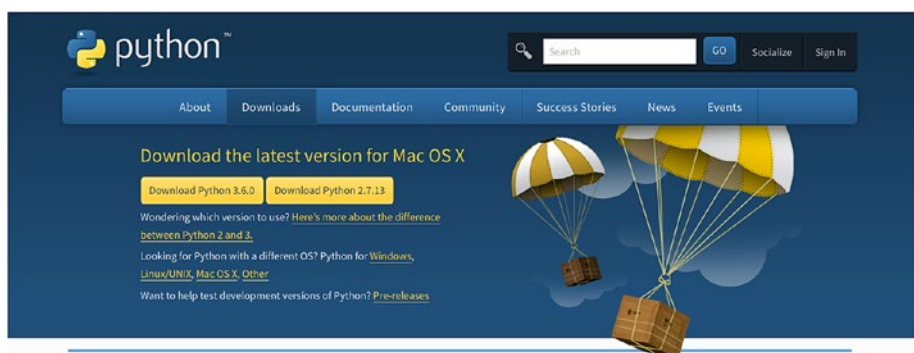 python™
Search
GO
Socialize
Sign In
About
Downloads
Documentation
Community
Success Stories
News
Events
Download the latest version for Mac OS X
Download Python 3.6.0
Download Python 2.7.13
Wondering which version to use? Here's more about the difference
between Python 2 and 3.
Looking for Python with a different OS? Python for Windows,
Linux/UNIX, Mac OS X, Other
Want to help test development versions of Python? Pre-releases